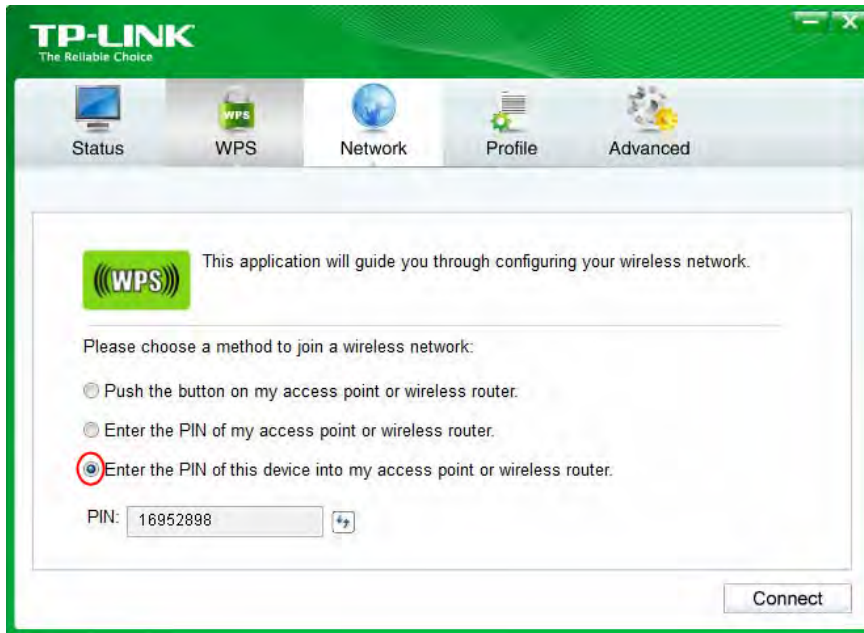 TP-LINK
The Reliable Choice
Status WPS Network Profile Advanced
WPS
(((WPS)))
This application will guide you through configuring your wireless network.
Please choose a method to join a wireless network:
Push the button on my access point or wireless router.
Enter the PIN of my access point or wireless router.
Enter the PIN of this device into my access point or wireless router.
PIN: 16952898
Connect